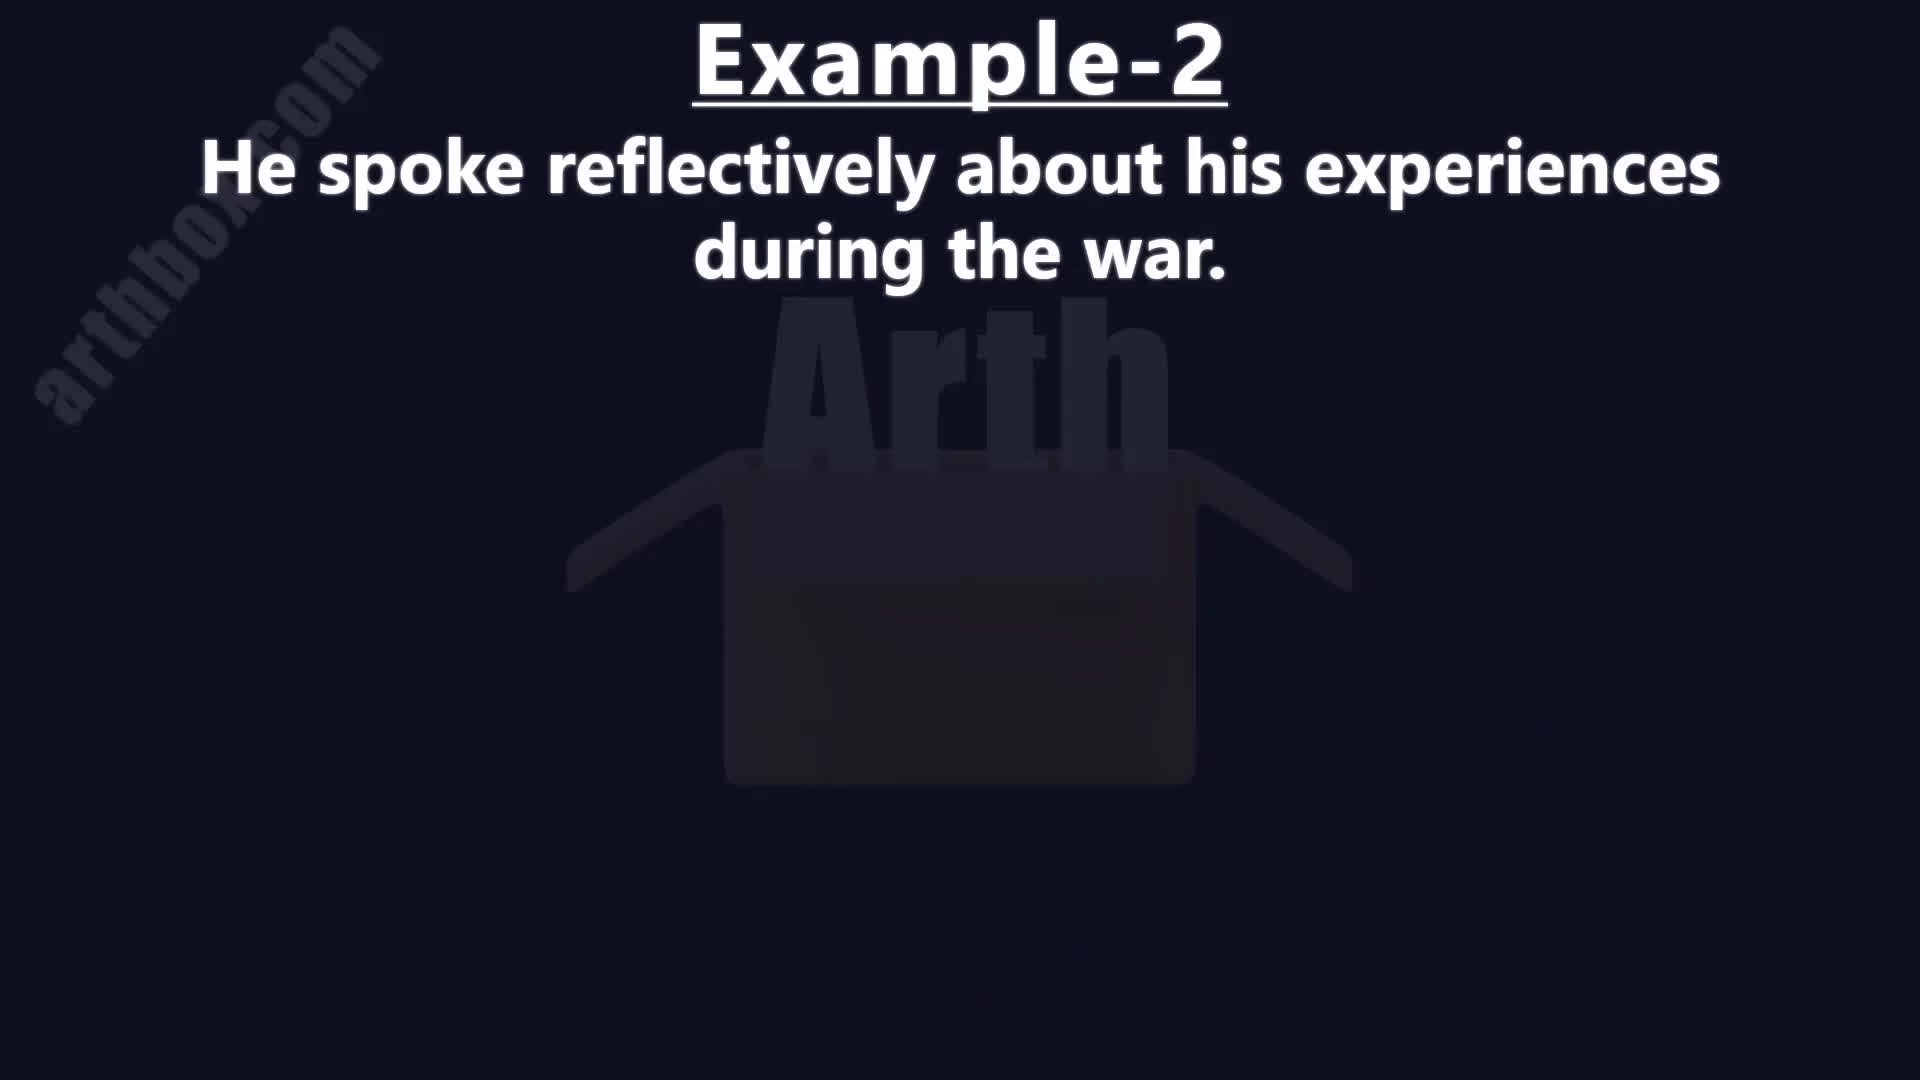 Example-2
He spoke reflectively about his experiences
during the war.
arthbox.com
Arth